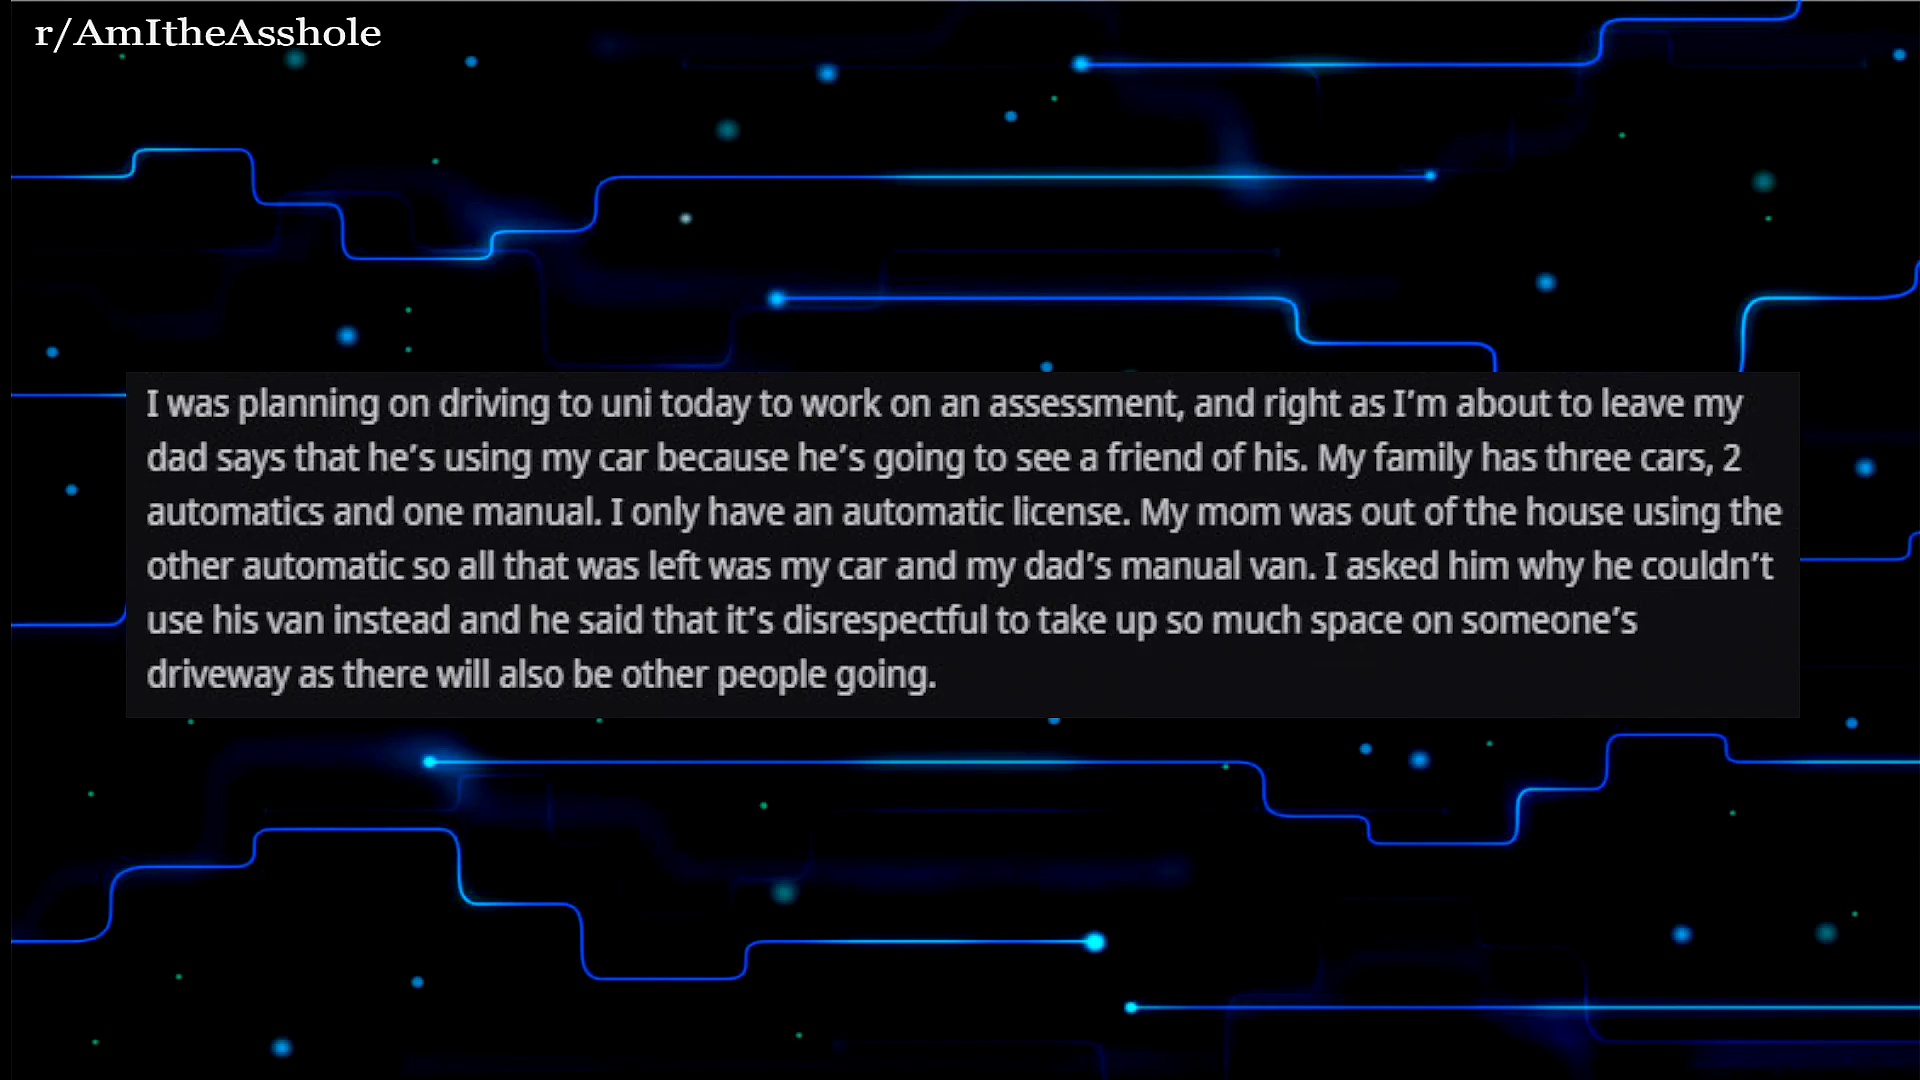 r/AmItheAsshole
I was planning on driving to uni today to work on an assessment, and right as I’m about to leave my
dad says that he’s using my car because he’s going to see a friend of his. My family has three cars, 2
automatics and one manual. I only have an automatic license. My mom was out of the house using the
other automatic so all that was left was my car and my dad’s manual van. I asked him why he couldn’t
use his van instead and he said that it’s disrespectful to take up so much space on someone’s
driveway as there will also be other people going.